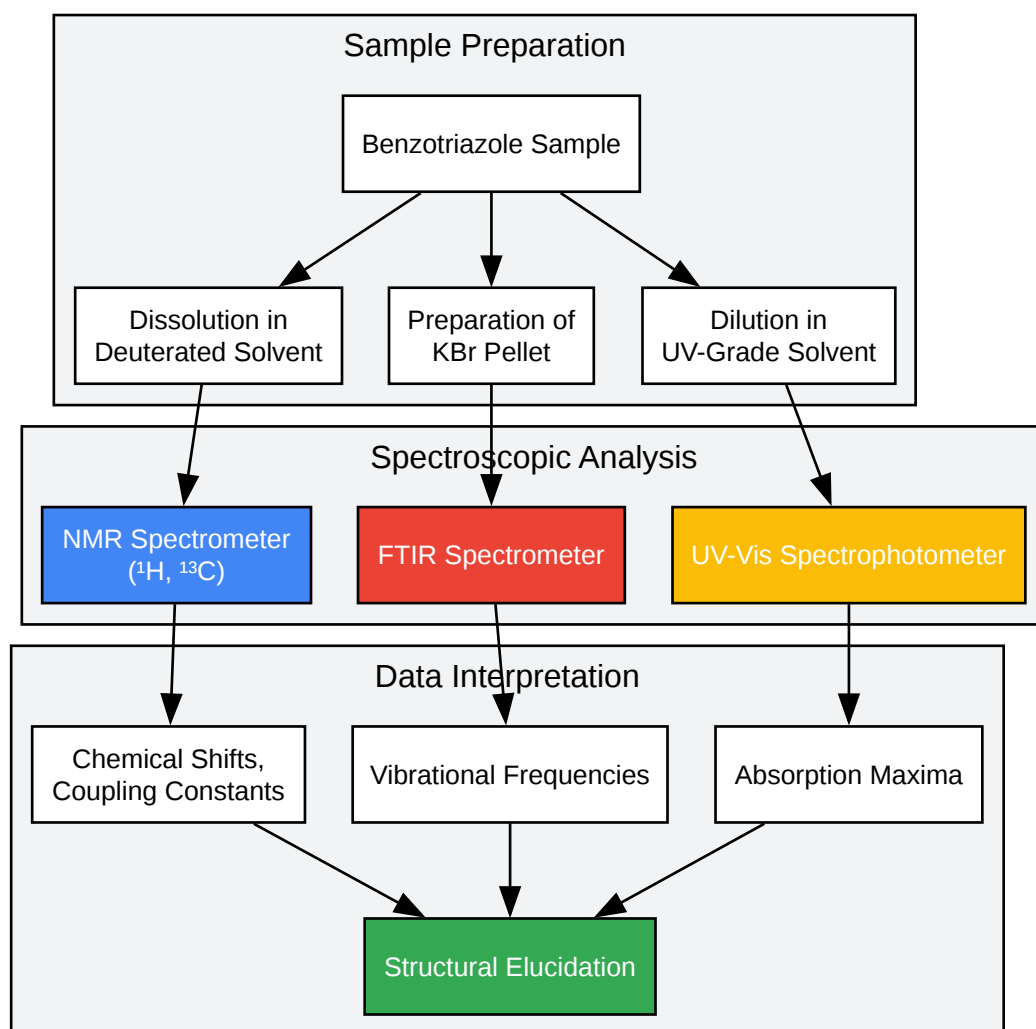 Sample Preparation
Benzotriazole Sample
Dissolution in
Deuterated Solvent
Preparation of
KBr Pellet
Dilution in
UV-Grade Solvent
Spectroscopic Analysis
NMR Spectrometer
(¹H, ¹³C)
FTIR Spectrometer
UV-Vis Spectrophotometer
Data Interpretation
Chemical Shifts,
Coupling Constants
Vibrational Frequencies
Absorption Maxima
Structural Elucidation